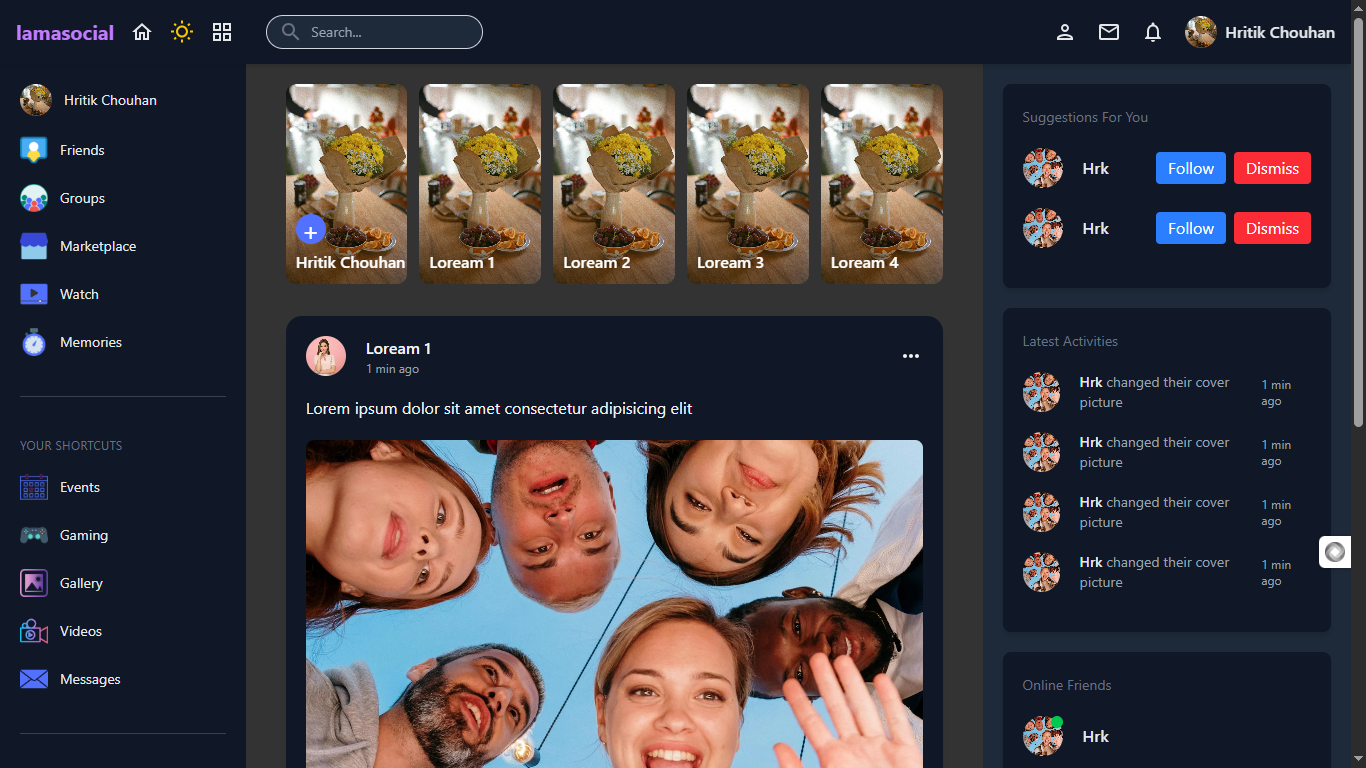 lamasocial
Search...
Hritik Chouhan
Hritik Chouhan
Friends
Groups
Marketplace
Watch
Memories
YOUR SHORTCUTS
Events
Gaming
Gallery
Videos
Messages
Hritik Chouhan
Loream 1
Loream 2
Loream 3
Loream 4
Loream 1
1 min ago
Lorem ipsum dolor sit amet consectetur adipisicing elit
Suggestions For You
Hrk
Follow
Dismiss
Hrk
Follow
Dismiss
Latest Activities
Hrk changed their cover
picture
1 min
ago
Hrk changed their cover
picture
1 min
ago
Hrk changed their cover
picture
1 min
ago
Hrk changed their cover
picture
1 min
ago
Online Friends
Hrk